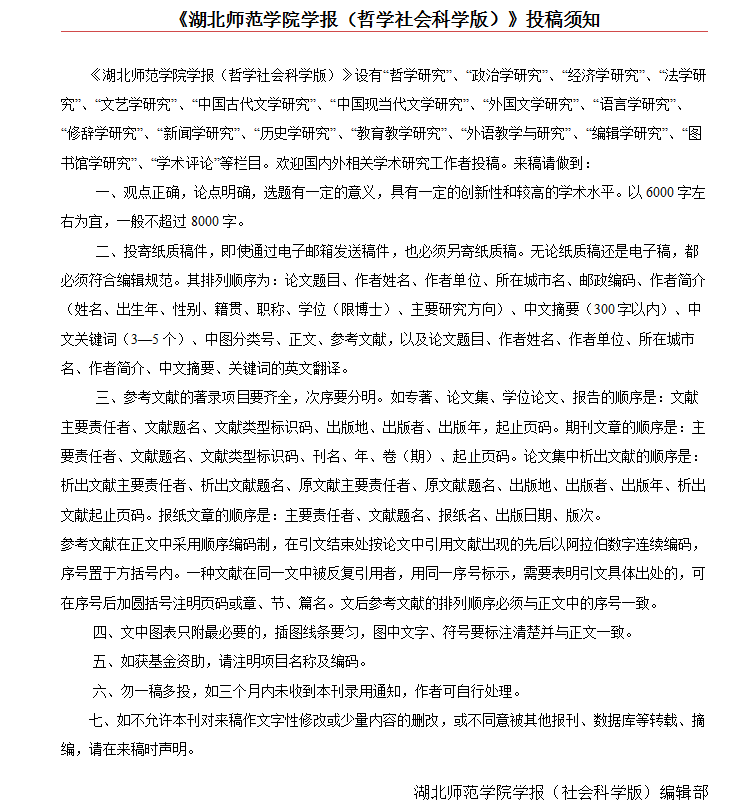 《湖北师范学院学报（哲学社会科学版）》投稿须知
《湖北师范学院学报（哲学社会科学版）》设有“哲学研究”、“政治学研究”、“经济学研究”、“法学研
究”、“文艺学研究”、“中国古代文学研究”、“中国现当代文学研究”、“外国文学研究”、“语言学研究”、
“修辞学研究”、“新闻学研究”、“历史学研究”、“教育教学研究”、“外语教学与研究”、“编辑学研究”、“图
书馆学研究”、“学术评论”等栏目。欢迎国内外相关学术研究工作者投稿。来稿请做到：
一、观点正确，论点明确，选题有一定的意义，具有一定的创新性和较高的学术水平。以 6000 字左
右为宜，一般不超过 8000 字。
二、投寄纸质稿件，即使通过电子邮箱发送稿件，也必须另寄纸质稿。无论纸质稿还是电子稿，都
必须符合编辑规范。其排列顺序为：论文题目、作者姓名、作者单位、所在城市名、邮政编码、作者简介
（姓名、出生年、性别、籍贯、职称、学位（限博士）、主要研究方向）、中文摘要（300 字以内）、中
文关键词（3—5 个）、中图分类号、正文、参考文献，以及论文题目、作者姓名、作者单位、所在城市
名、作者简介、中文摘要、关键词的英文翻译。
三、参考文献的著录项目要齐全，次序要分明。如专著、论文集、学位论文、报告的顺序是：文献
主要责任者、文献题名、文献类型标识码、出版地、出版者、出版年，起止页码。期刊文章的顺序是：主
要责任者、文献题名、文献类型标识码、刊名、年、卷（期）、起止页码。论文集中析出文献的顺序是：
析出文献主要责任者、析出文献题名、原文献主要责任者、原文献题名、出版地、出版者、出版年、析出
文献起止页码。报纸文章的顺序是：主要责任者、文献题名、报纸名、出版日期、版次。
参考文献在正文中采用顺序编码制，在引文结束处按论文中引用文献出现的先后以阿拉伯数字连续编码，
序号置于方括号内。一种文献在同一文中被反复引用者，用同一序号标示，需要表明引文具体出处的，可
在序号后加圆括号注明页码或章、节、篇名。文后参考文献的排列顺序必须与正文中的序号一致。
四、文中图表只附最必要的，插图线条要匀，图中文字、符号要标注清楚并与正文一致。
五、如获基金资助，请注明项目名称及编码。
六、勿一稿多投，如三个月内未收到本刊录用通知，作者可自行处理。
七、如不允许本刊对来稿作文字性修改或少量内容的删改，或不同意被其他报刊、数据库等转载、摘
编，请在来稿时声明。
湖北师范学院学报（社会科学版）编辑部